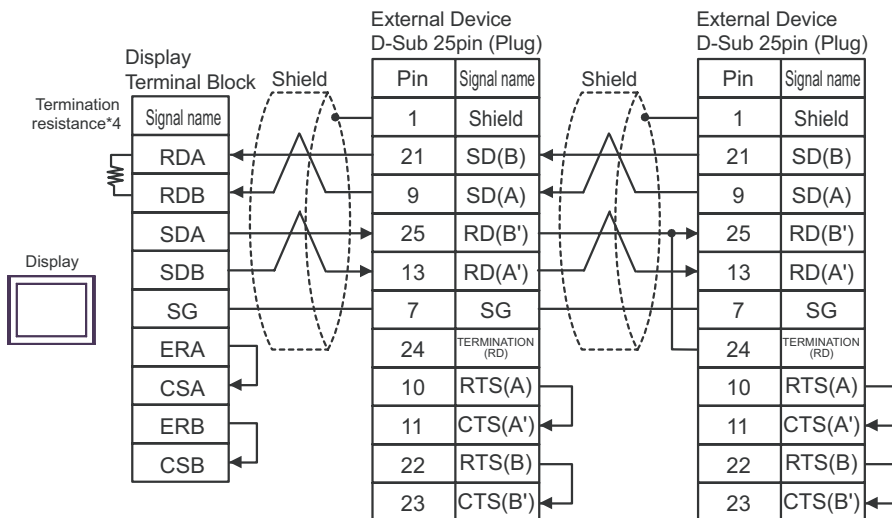 External Device
D-Sub 25pin (Plug)
External Device
D-Sub 25pin (Plug)
Display
Terminal Block
Shield
Shield
Termination
resistance*4
Display
Signal name
RDA
RDB
SDA
SDB
SG
ERA
CSA
ERB
CSB
Pin Signal name
1 Shield
21 SD(B)
9 SD(A)
25 RD(B')
13 RD(A')
7 SG
24 TERMINATION
(RD)
10 RTS(A)
11 CTS(A')
22 RTS(B)
23 CTS(B')
Pin Signal name
1 Shield
21 SD(B)
9 SD(A)
25 RD(B')
13 RD(A')
7 SG
24 TERMINATION
(RD)
10 RTS(A)
11 CTS(A')
22 RTS(B)
23 CTS(B')